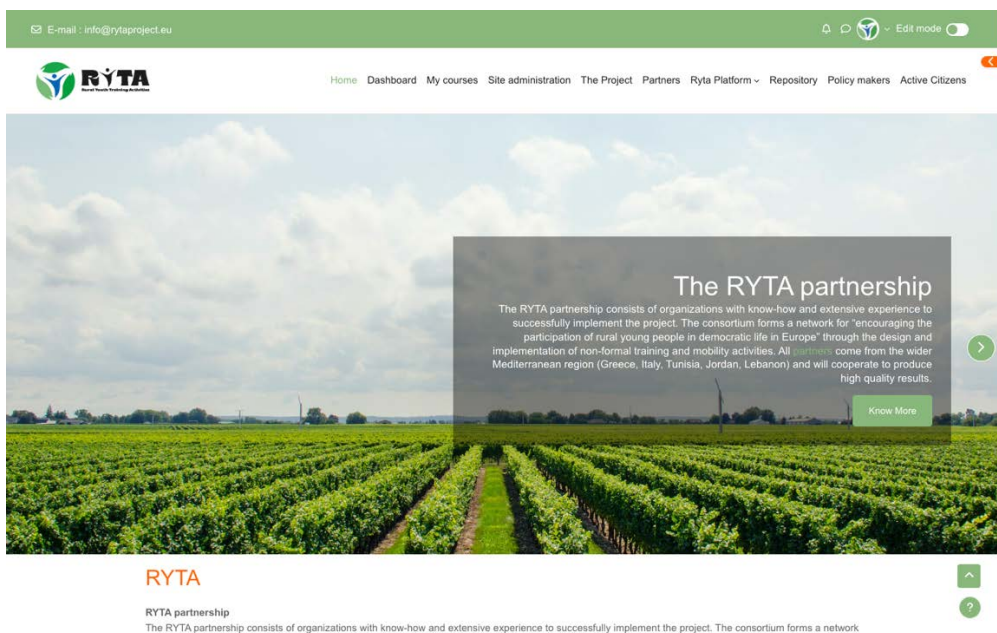 E-mail : info@rytaproject.eu
Edit mode
RYTA
Rural Youth Training Activities
Home Dashboard My courses Site administration The Project Partners Ryta Platform Repository Policy makers Active Citizens
The RYTA partnership
The RYTA partnership consists of organizations with know-how and extensive experience to
successfully implement the project. The consortium forms a network for "encouraging the
participation of rural young people in democratic life in Europe" through the design and
implementation of non-formal training and mobility activities. All partners come from the wider
Mediterranean region (Greece, Italy, Tunisia, Jordan, Lebanon) and will cooperate to produce
high quality results.
Know More
RYTA
?
RYTA partnership
The RYTA partnership consists of organizations with know-how and extensive experience to successfully implement the project. The consortium forms a network